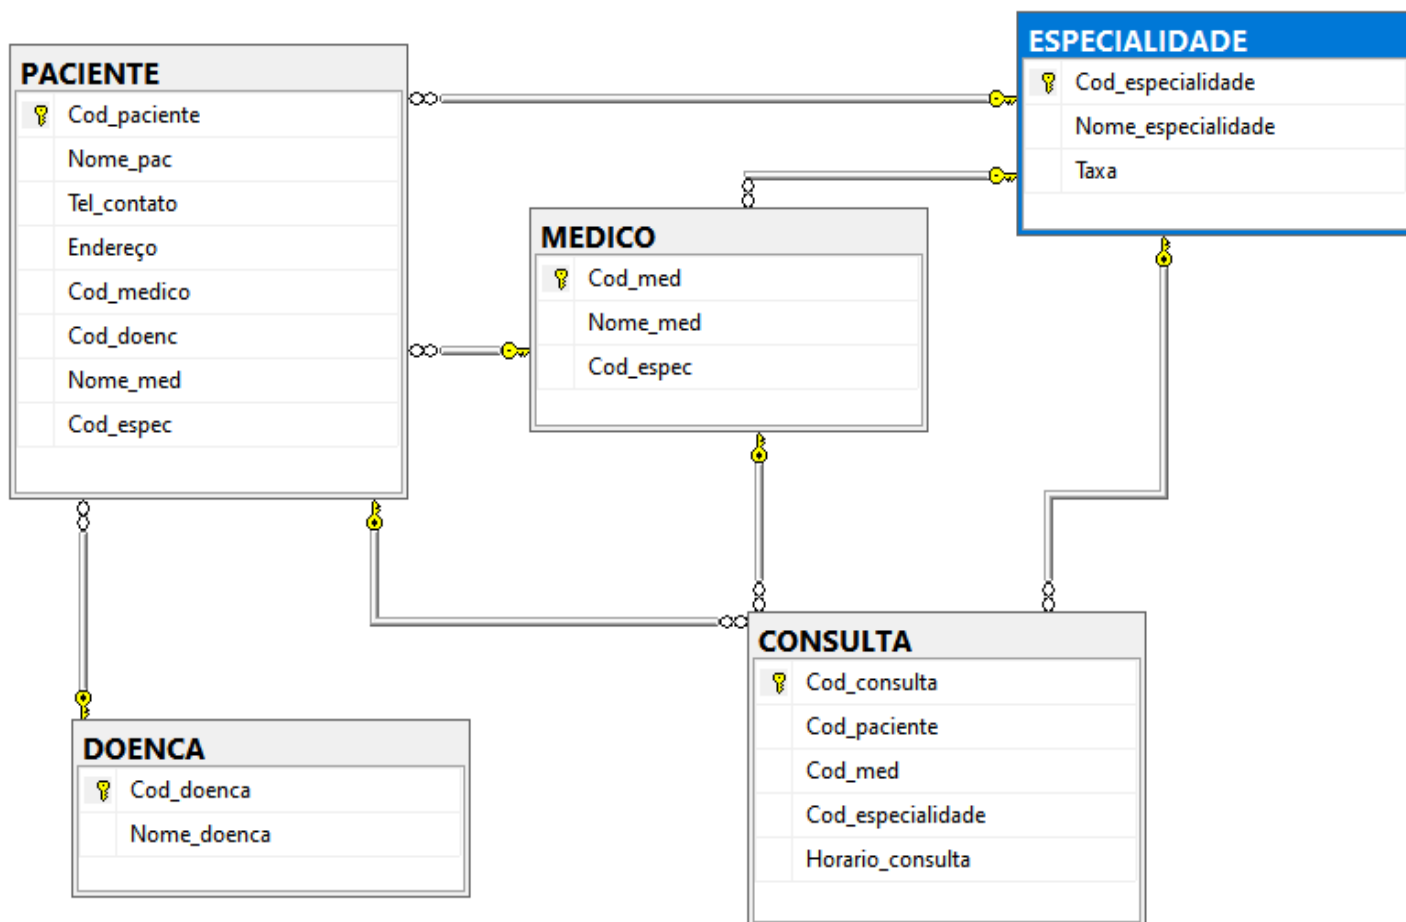 PACIENTE
Cod_paciente
Nome_pac
Tel_contato
Endereço
Cod_medico
Cod_doenc
Nome_med
Cod_espec
ESPECIALIDADE
Cod_especialidade
Nome_especialidade
Taxa
MEDICO
Cod_med
Nome_med
Cod_espec
DOENCA
Cod_doenca
Nome_doenca
CONSULTA
Cod_consulta
Cod_paciente
Cod_med
Cod_especialidade
Horario_consulta